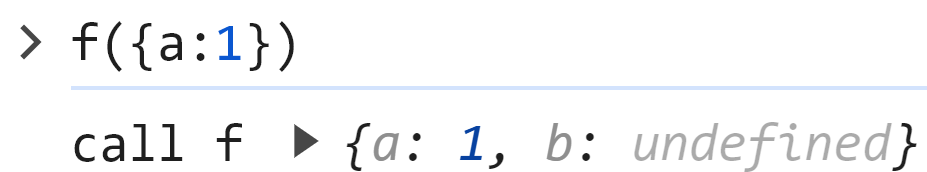 f({a:1})
call f ▶ {a: 1, b: undefined}